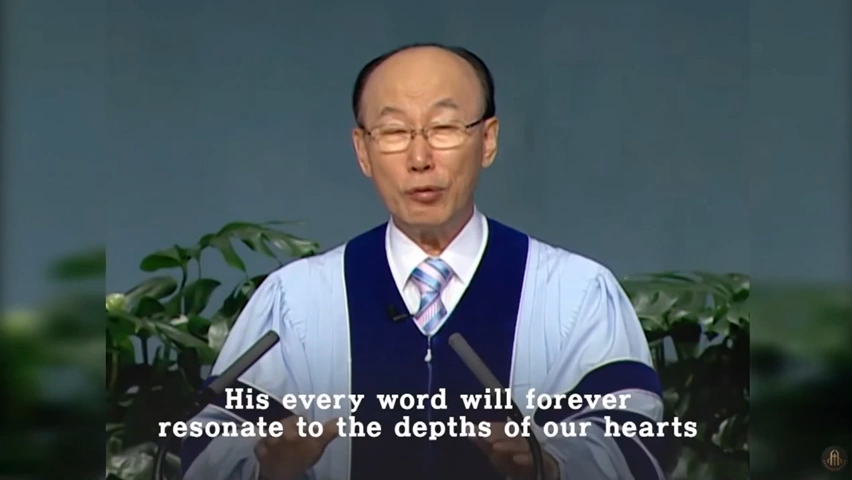 His every word will forever
resonate to the depths of our hearts